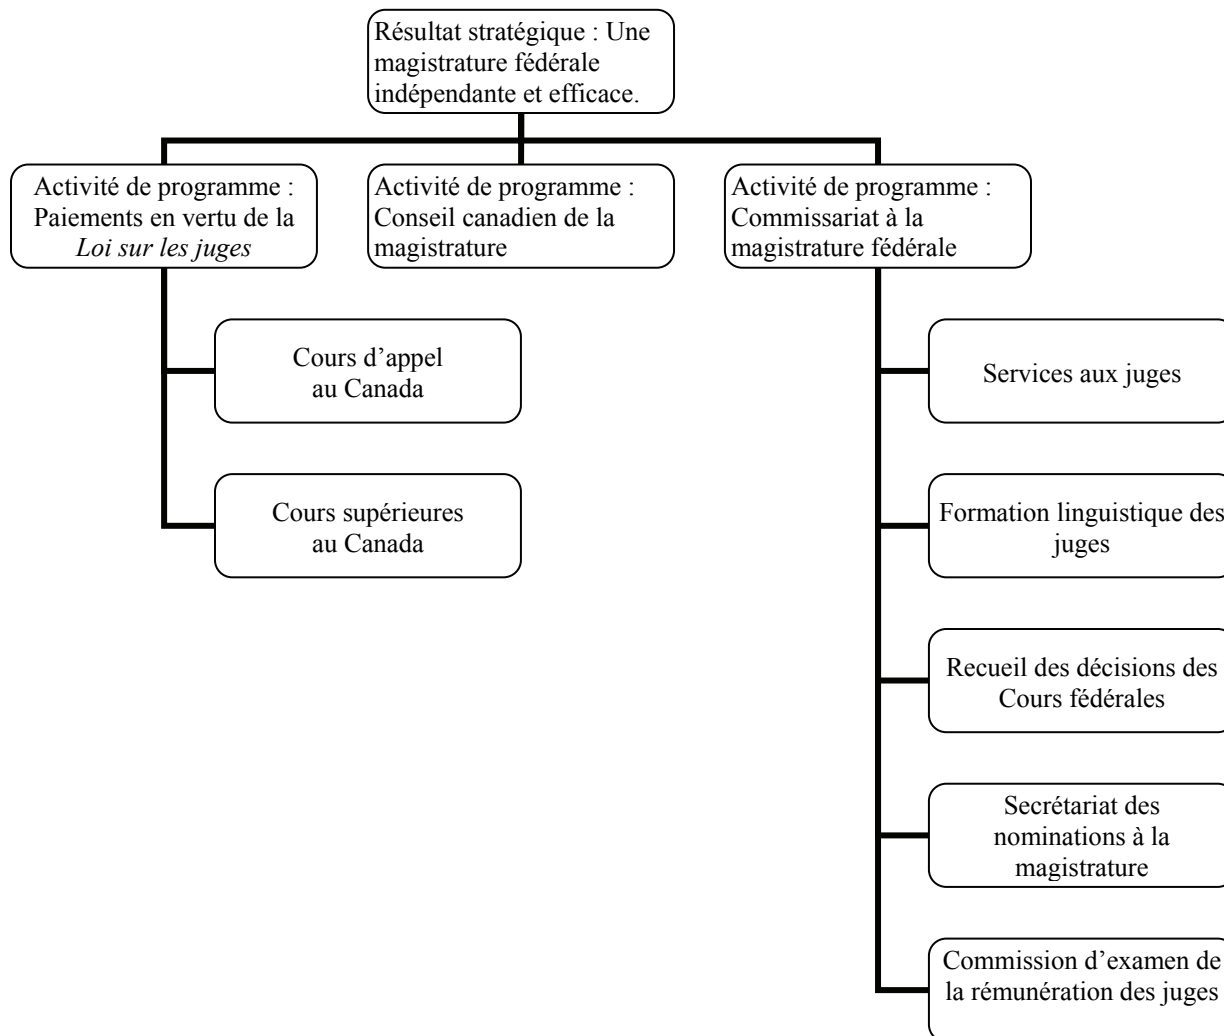 Résultat stratégique : Une
magistrature fédérale
indépendante et efficace.
Activité de programme :
Paiements en vertu de la
Loi sur les juges
Activité de programme :
Conseil canadien de la
magistrature
Activité de programme :
Commissariat à la
magistrature fédérale
Cours d’appel
au Canada
Cours supérieures
au Canada
Services aux juges
Formation linguistique des
juges
Recueil des décisions des
Cours fédérales
Secrétariat des
nominations à la
magistrature
Commission d’examen de
la rémunération des juges